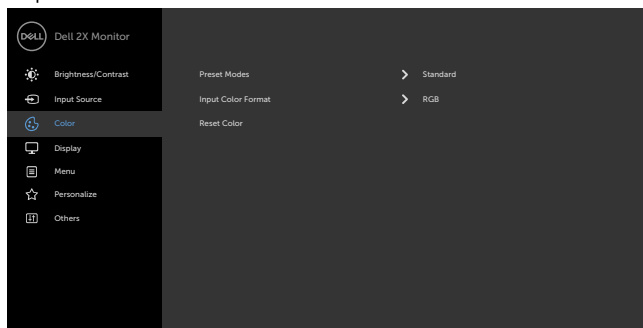 DELL Dell 2X Monitor
Brightness/Contrast Preset Modes Standard
Input Source Input Color Format RGB
Color Reset Color
Display
Menu
Personalize
Others